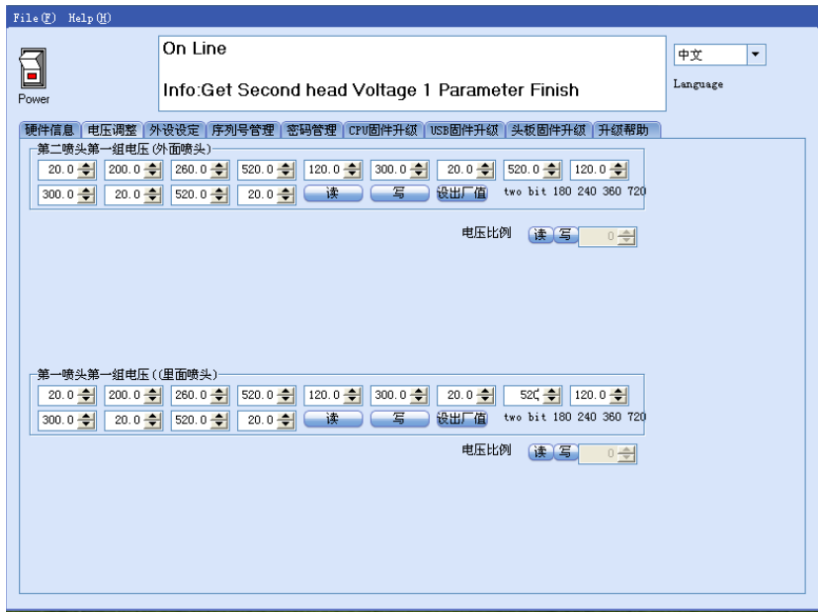 File(F) Help(H)
On Line
Info:Get Second head Voltage 1 Parameter Finish
Power
中文
Language
硬件信息 电压调整 外设设定 序列号管理 密码管理 CPU固件升级 USB固件升级 头板固件升级 升级帮助
第二喷头第一组电压(外面喷头)
20.0 200.0 260.0 520.0 120.0 300.0 20.0 520.0 120.0
300.0 20.0 520.0 20.0 读 写 设出厂值 two bit 180 240 360 720
电压比例 读 写 0
第一喷头第一组电压((里面喷头)
20.0 200.0 260.0 520.0 120.0 300.0 20.0 520 120.0
300.0 20.0 520.0 20.0 读 写 设出厂值 two bit 180 240 360 720
电压比例 读 写 0